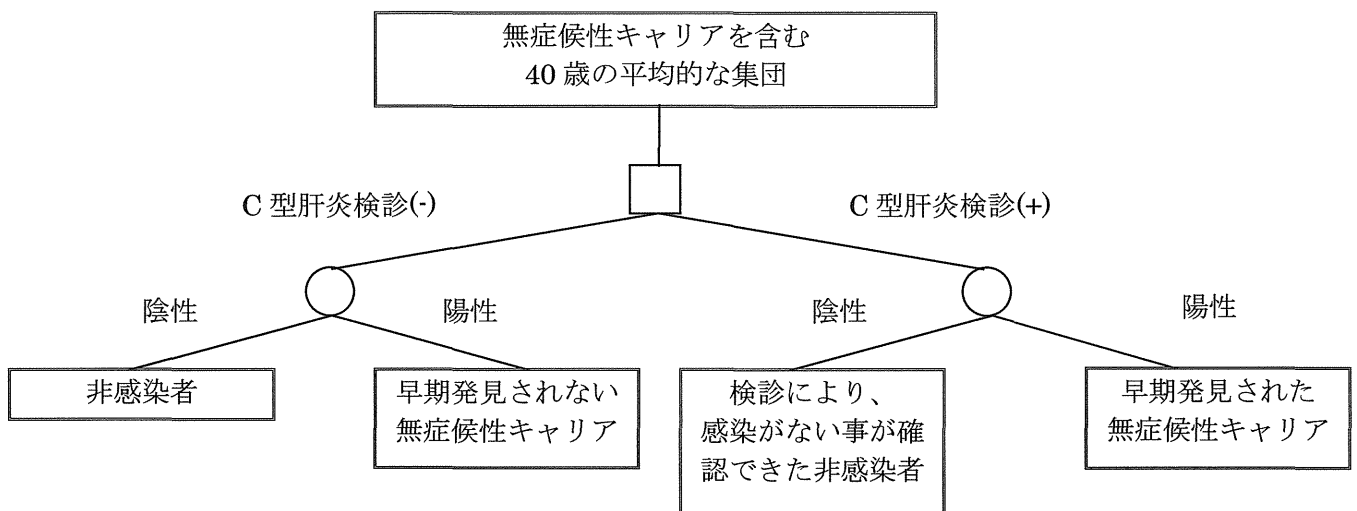 無症候性キャリアを含む
40歳の平均的な集団
C型肝炎検診(-)
C型肝炎検診(+)
陰性
陽性
陰性
陽性
非感染者
早期発見されない
無症候性キャリア
検診により、
感染がない事が確
認できた非感染者
早期発見された
無症候性キャリア